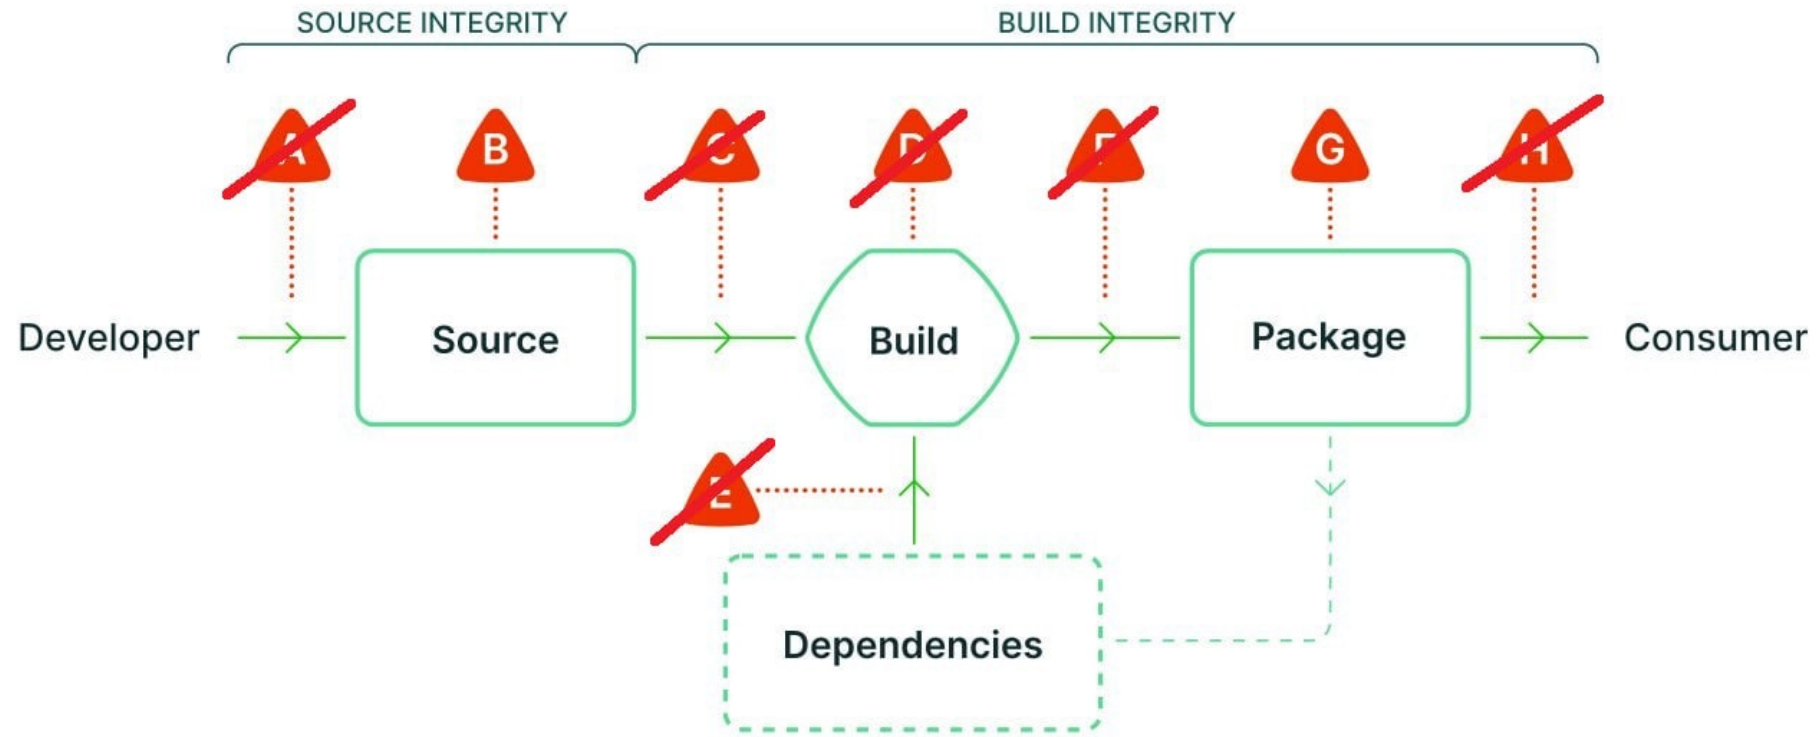 SOURCE INTEGRITY
BUILD INTEGRITY
A
B
C
D
F
G
H
Developer
Source
Build
Package
Consumer
E
Dependencies